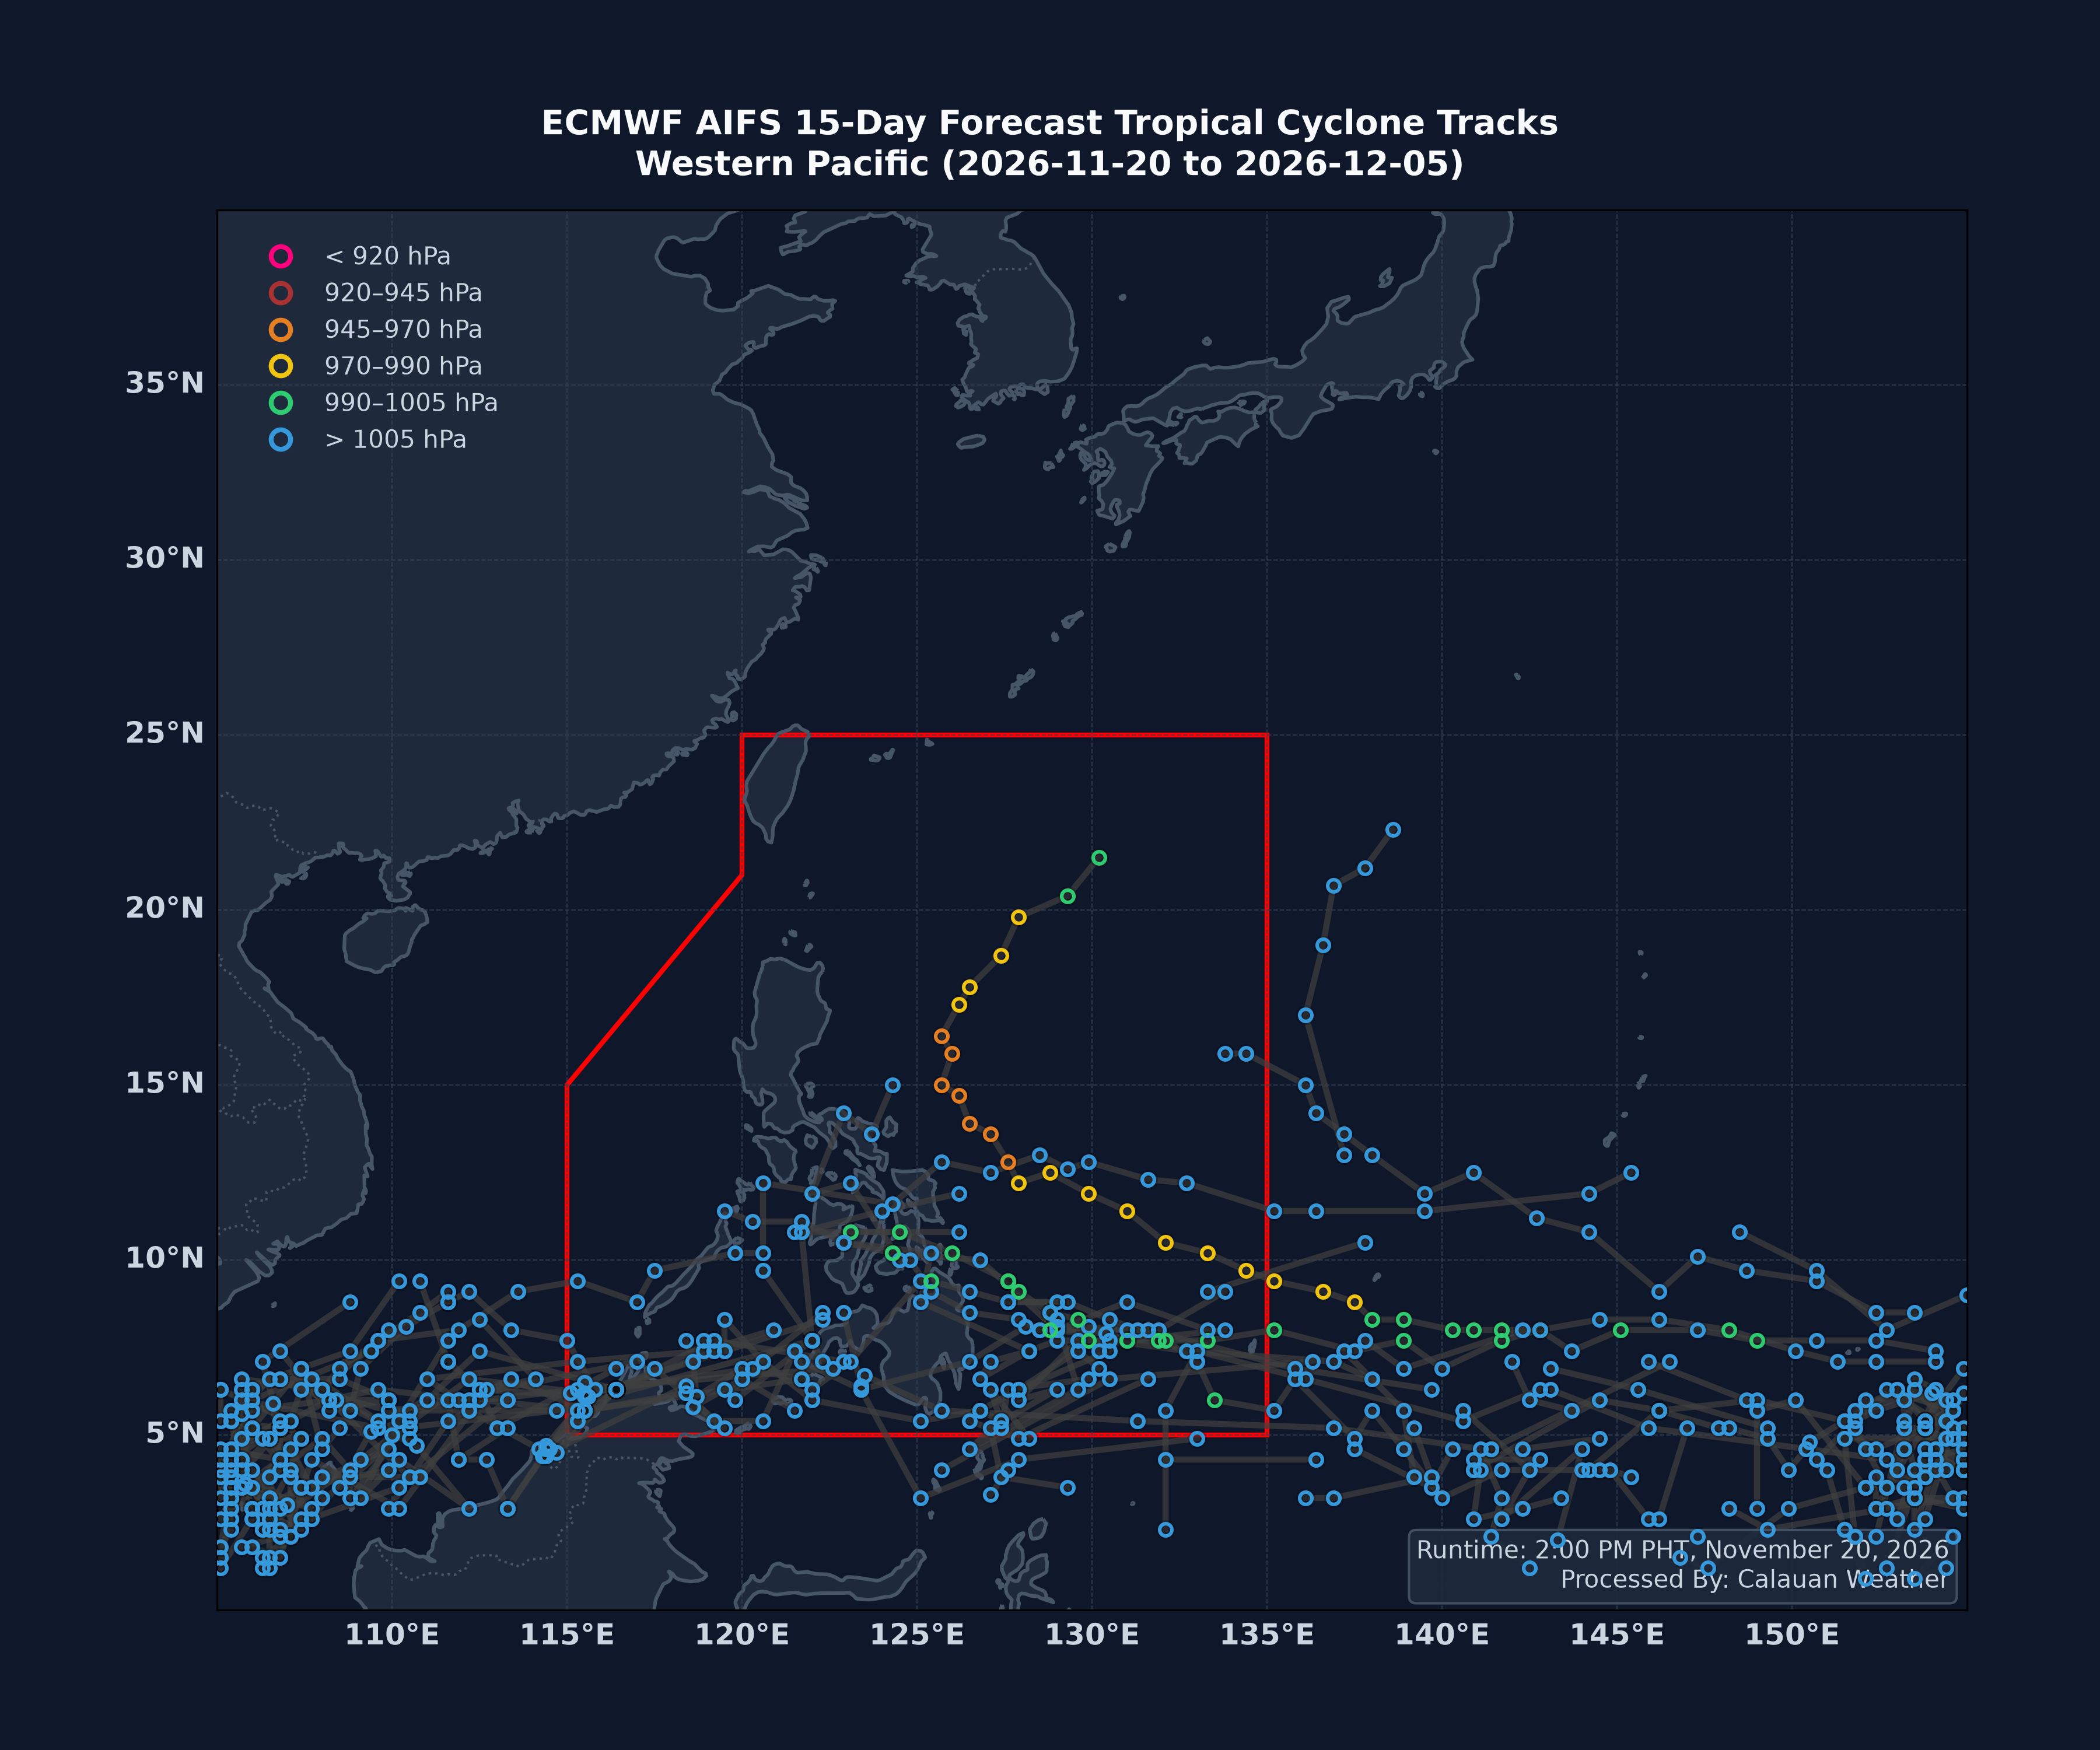 ECMWF AIFS 15-Day Forecast Tropical Cyclone Tracks
Western Pacific (2026-11-20 to 2026-12-05)
< 920 hPa
920–945 hPa
945–970 hPa
970–990 hPa
990–1005 hPa
> 1005 hPa
35°N
30°N
25°N
20°N
15°N
10°N
5°N
Runtime: 2:00 PM PHT, November 20, 2026
Processed By: Calauan Weather
110°E 115°E 120°E 125°E 130°E 135°E 140°E 145°E 150°E